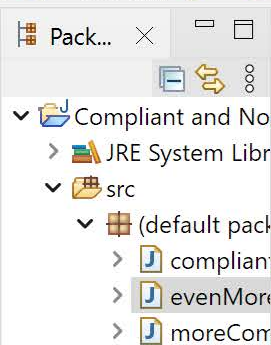 Pack...
Compliant and No
JRE System Libr
src
(default pack
compliant
evenMore
moreCom